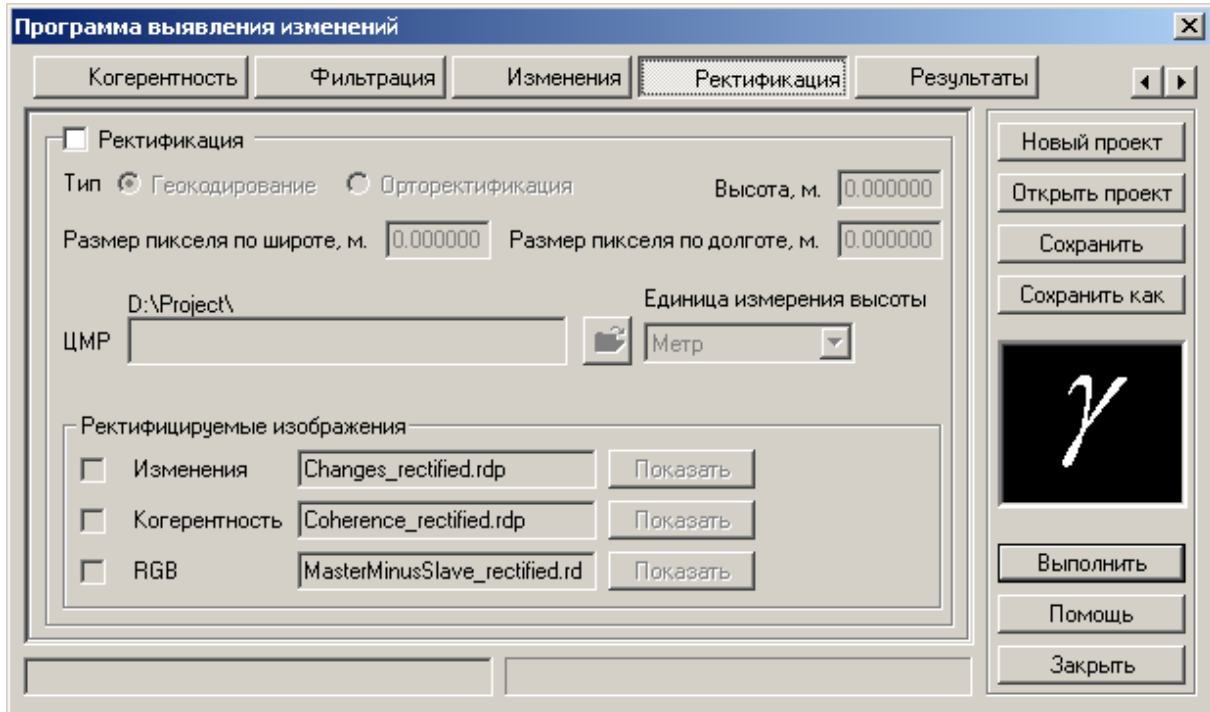 Программа выявления изменений
Когерентность Фильтрация Изменения Ректификация Результаты
Ректификация
Тип Геокодирование Орторектификация Высота, м. 0.000000
Размер пикселя по широте, м. 0.000000 Размер пикселя по долготе, м. 0.000000
D:\Project\
Единица измерения высоты
ЦМР Метр
Ректифицируемые изображения
Изменения Changes_rectified.rdp Показать
Когерентность Coherence_rectified.rdp Показать
RGB MasterMinusSlave_rectified.rd Показать
Новый проект
Открыть проект
Сохранить
Сохранить как
γ
Выполнить
Помощь
Закрыть